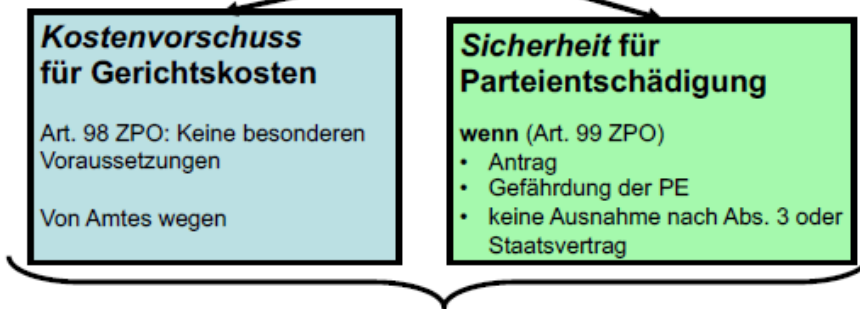 Kostenvorschuss
für Gerichtskosten
Art. 98 ZPO: Keine besonderen
Voraussetzungen
Von Amtes wegen
Sicherheit für
Parteientschädigung
wenn (Art. 99 ZPO)
• Antrag
• Gefährdung der PE
• keine Ausnahme nach Abs. 3 oder
Staatsvertrag